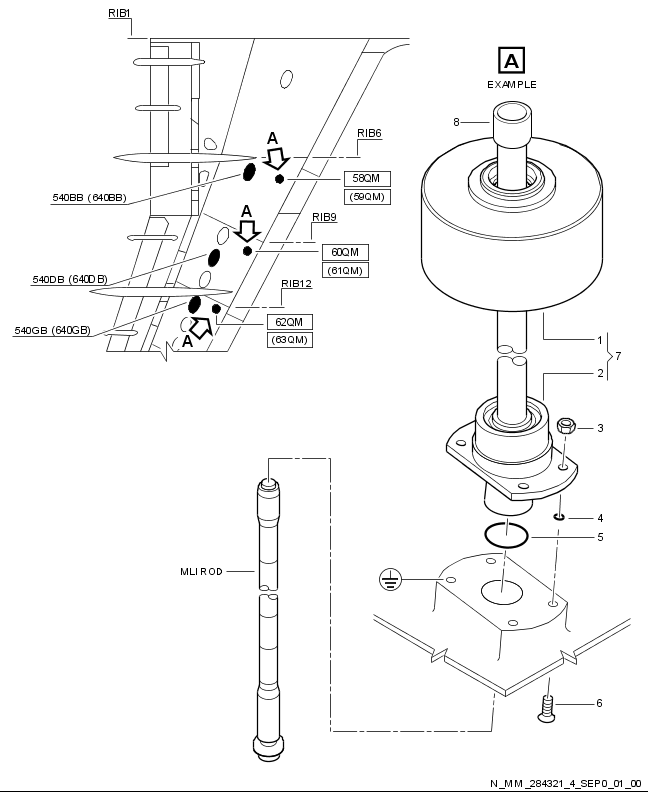 RIB1
A
EXAMPLE
8
RIB6
A
58QM
(59QM)
540BB (640BB)
A
RIB9
60QM
(61QM)
540DB (640DB)
RIB12
62QM
(63QM)
540GB (640GB)
A
1
7
2
3
4
5
MLI ROD
6
N_MM_284321_4_SEP0_01_00